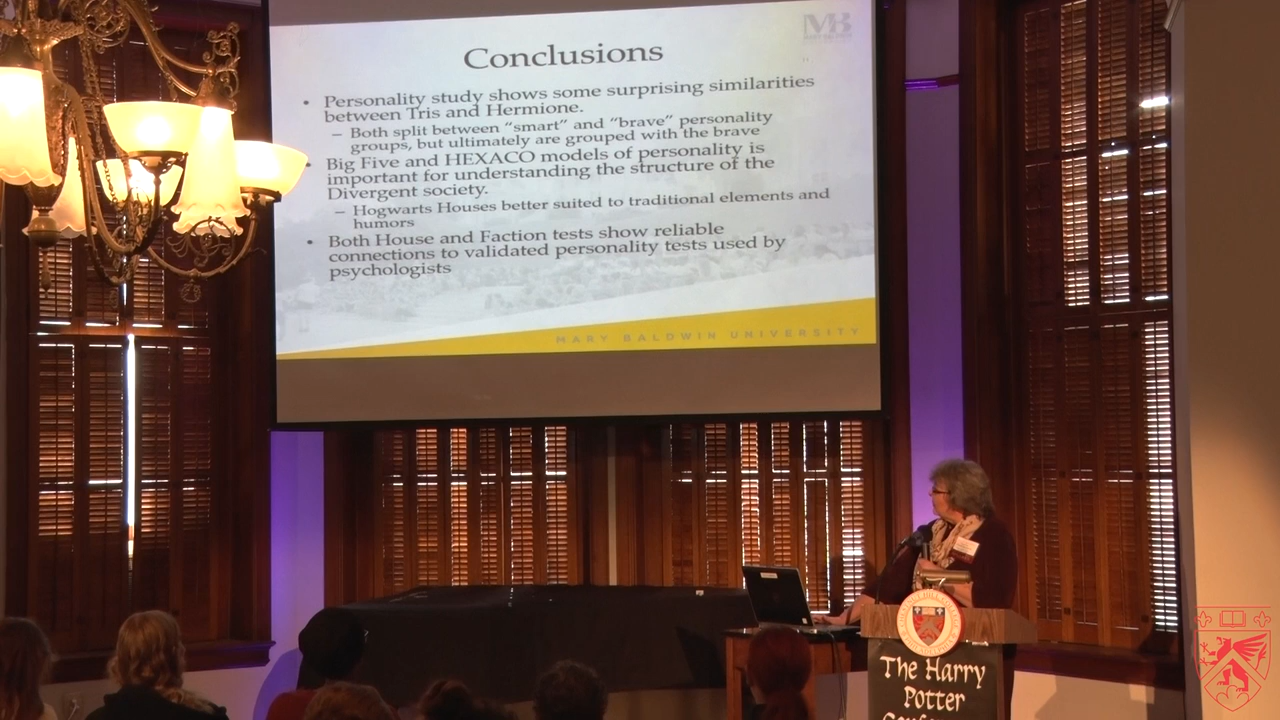 MB
Conclusions
• Personality study shows some surprising similarities
between Tris and Hermione.
– Both split between “smart” and “brave” personality
groups, but ultimately are grouped with the brave
• Big Five and HEXACO models of personality is
important for understanding the structure of the
Divergent society.
– Hogwarts Houses better suited to traditional elements and
humors
• Both House and Faction tests show reliable
connections to validated personality tests used by
psychologists
MARY BALDWIN UNIVERSITY
The Harry
Potter